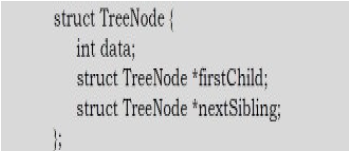 struct TreeNode {
int data;
struct TreeNode *firstChild;
struct TreeNode *nextSibling;
};